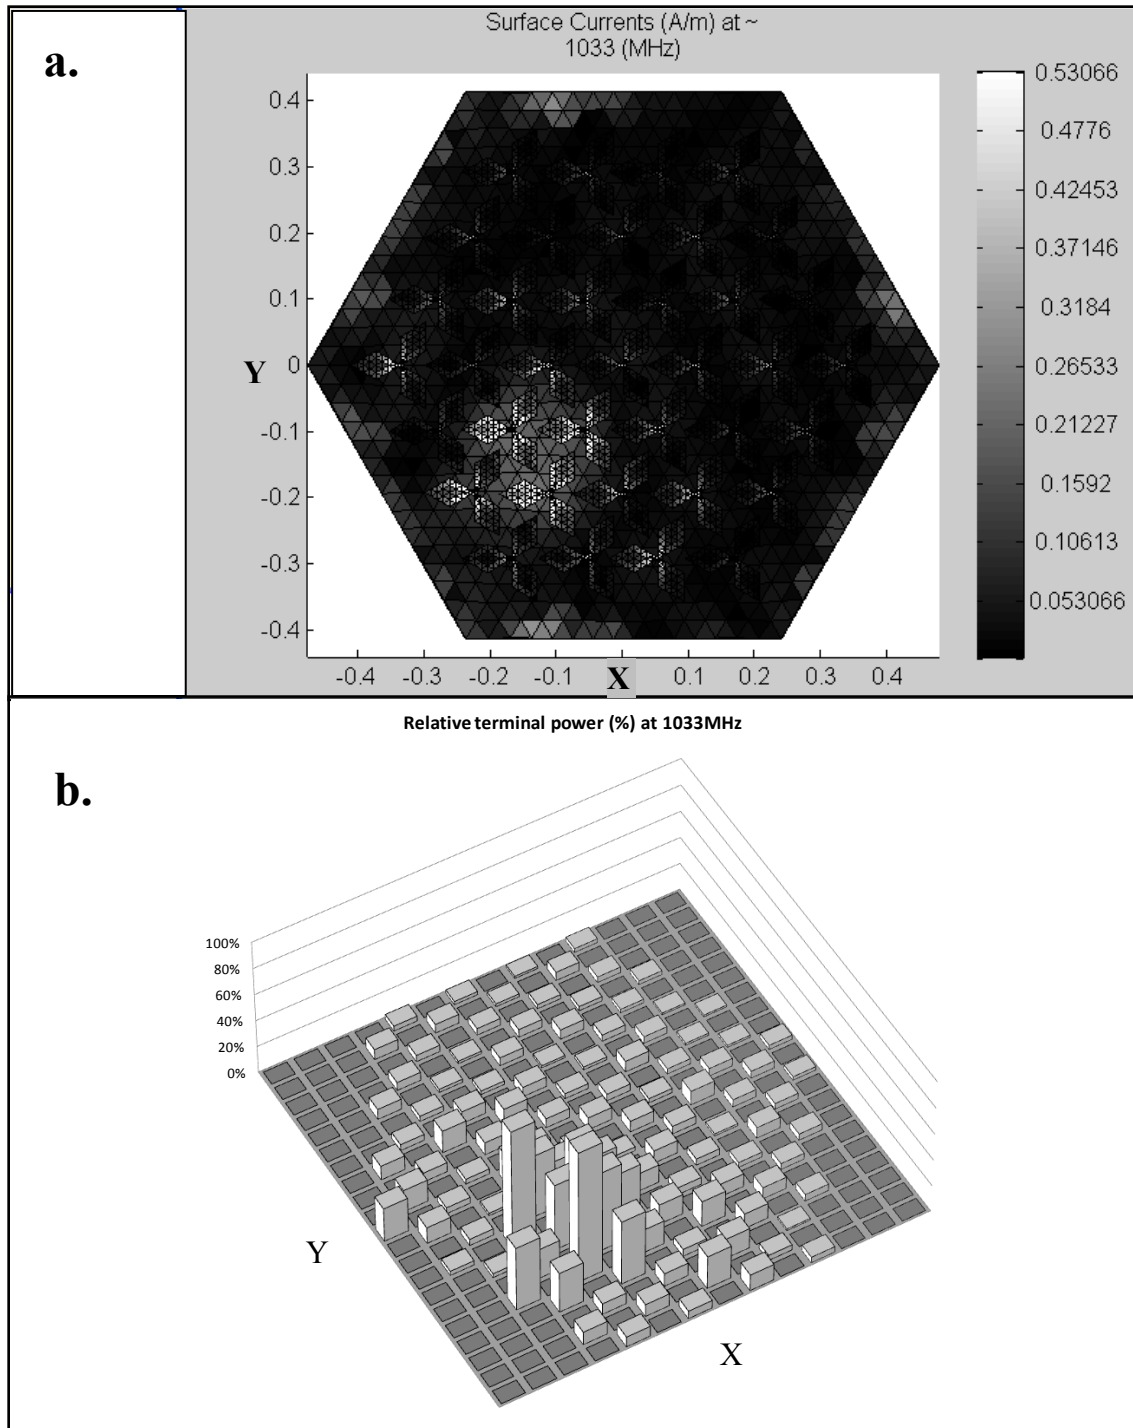 a.
Surface Currents (A/m) at ~
1033 (MHz)
0.4
0.3
0.2
0.1
Y 0
-0.1
-0.2
-0.3
-0.4
-0.4 -0.3 -0.2 -0.1 X 0.1 0.2 0.3 0.4
0.53066
0.4776
0.42453
0.37146
0.3184
0.26533
0.21227
0.1592
0.10613
0.053066
Relative terminal power (%) at 1033MHz
b.
100%
80%
60%
40%
20%
0%
Y
X